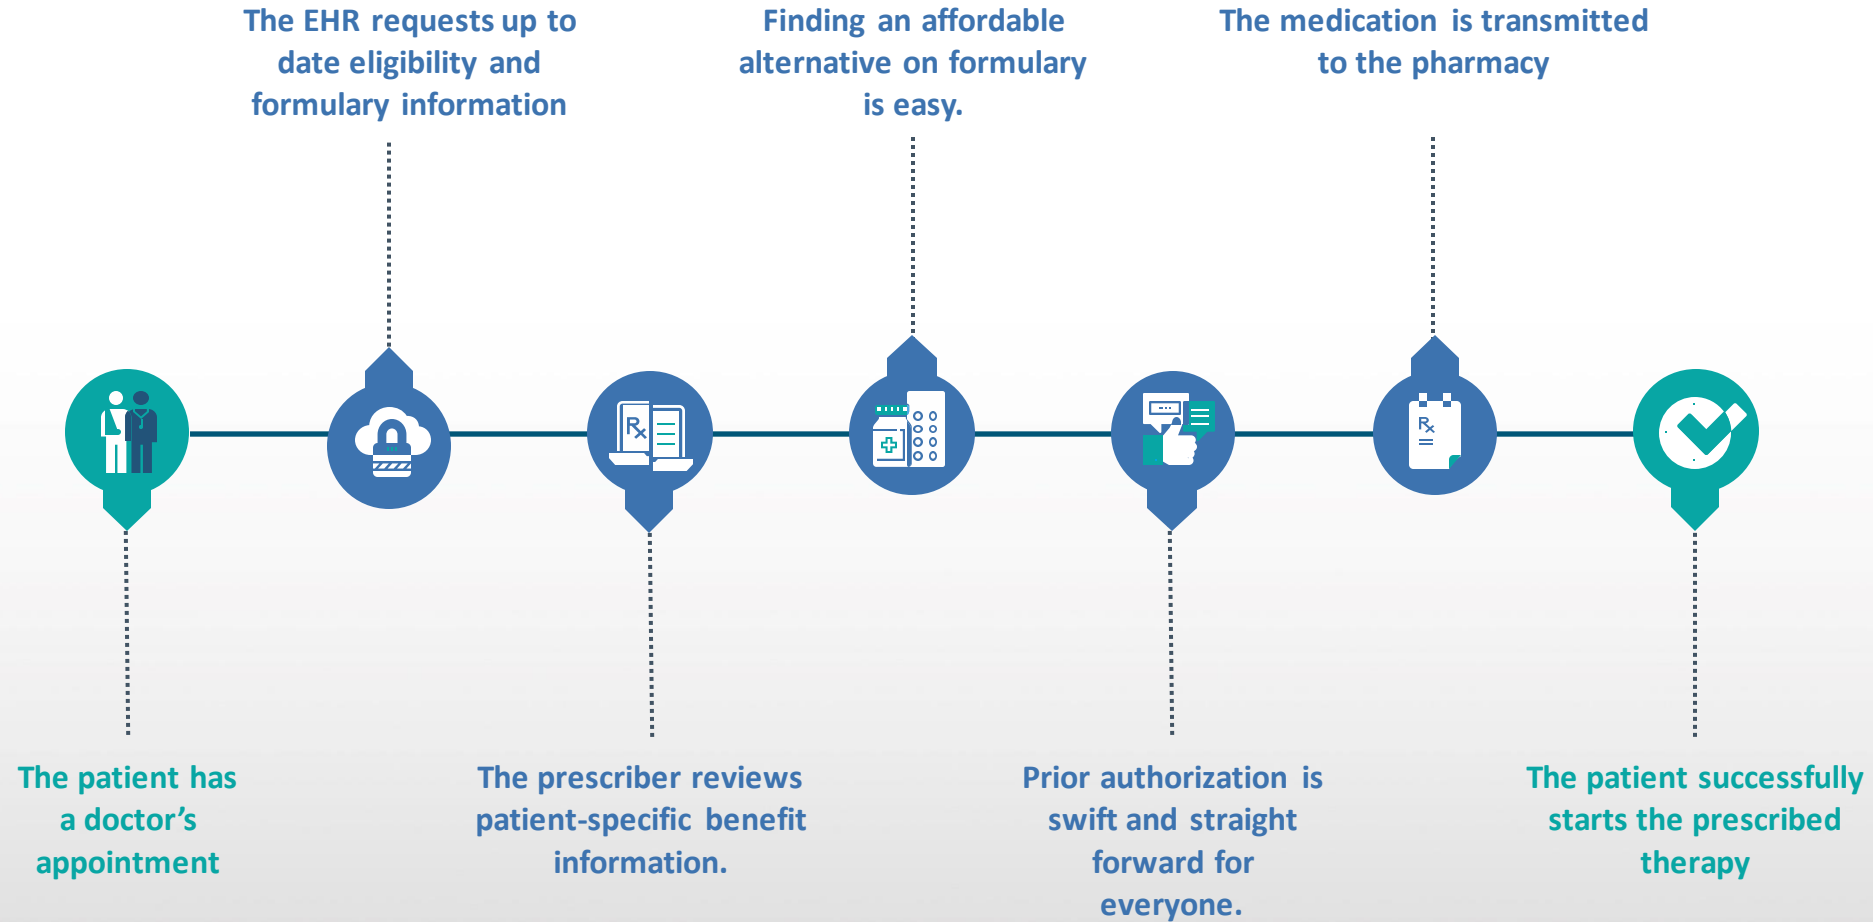 The EHR requests up to
date eligibility and
formulary information
Finding an affordable
alternative on formulary
is easy.
The medication is transmitted
to the pharmacy
Rx
Rx
The patient has
a doctor’s
appointment
The prescriber reviews
patient-specific benefit
information.
Prior authorization is
swift and straight
forward for
everyone.
The patient successfully
starts the prescribed
therapy